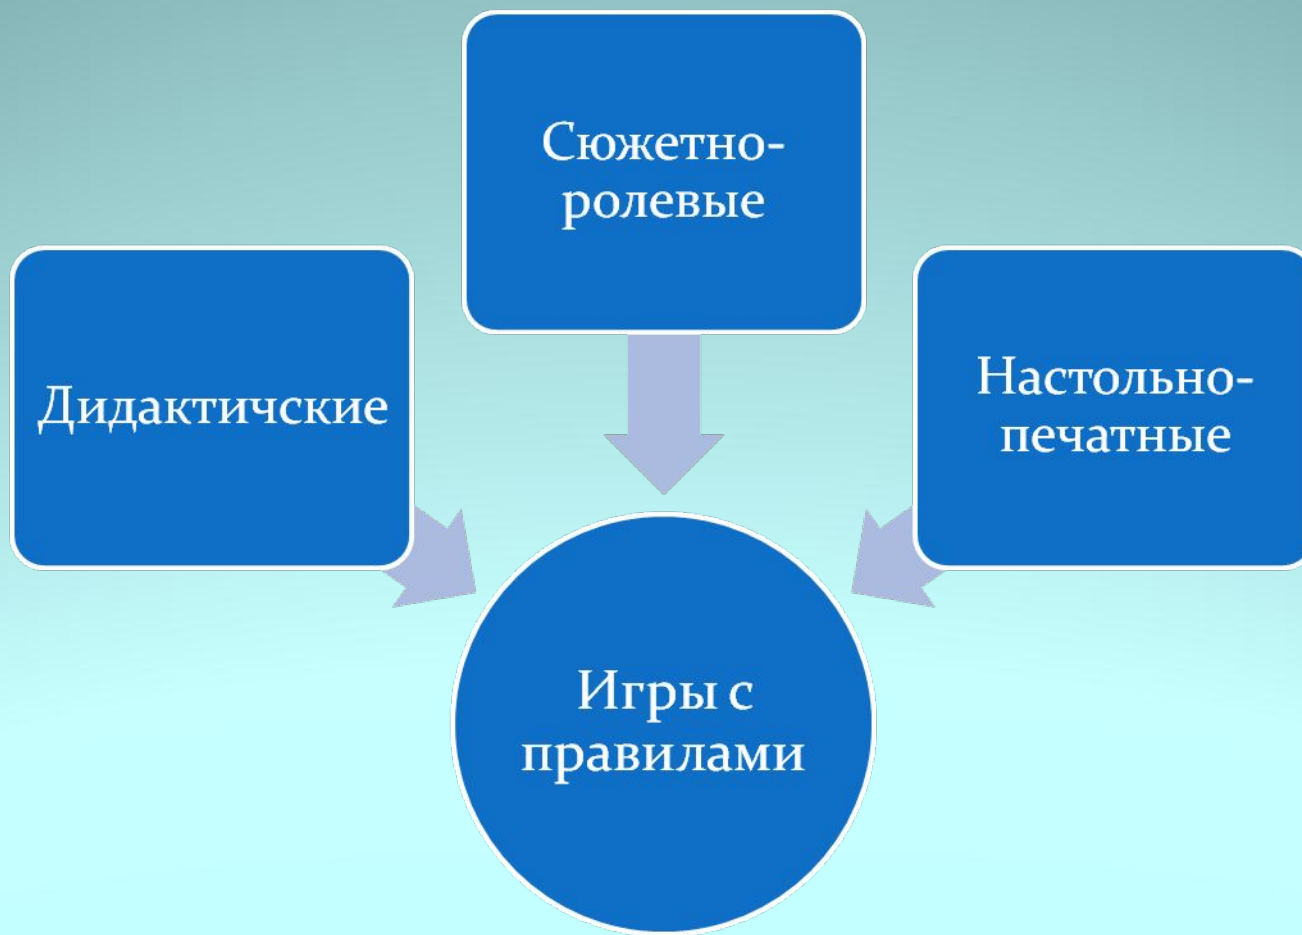 Сюжетно-
ролевые
Дидактичские
Настольно-
печатные
Игры с
правилами